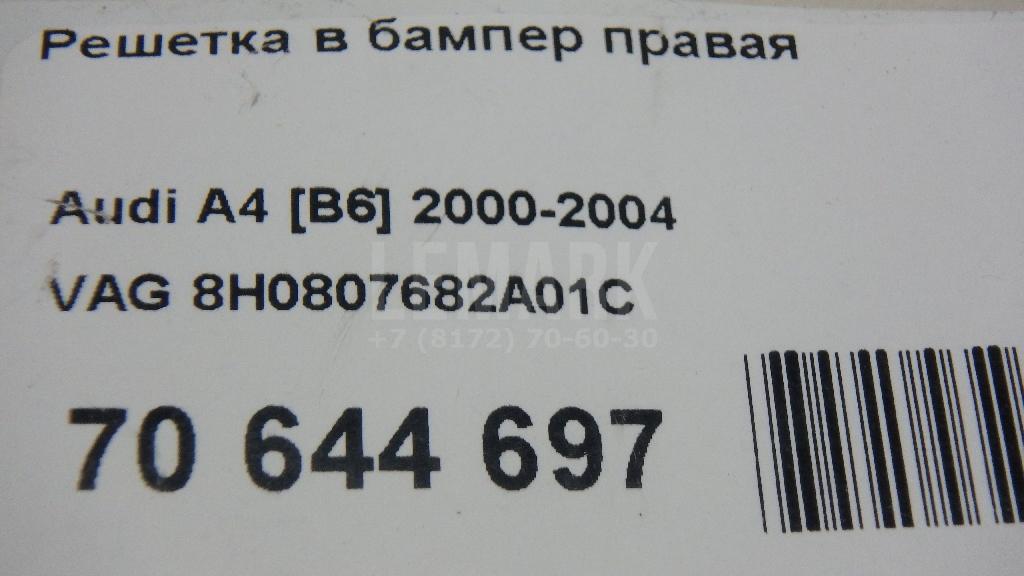 Решетка в бампер правая
Audi A4 [B6] 2000-2004
VAG 8H0807682A01C
LEMARK
+7 (8172) 70-60-30
70 644 697